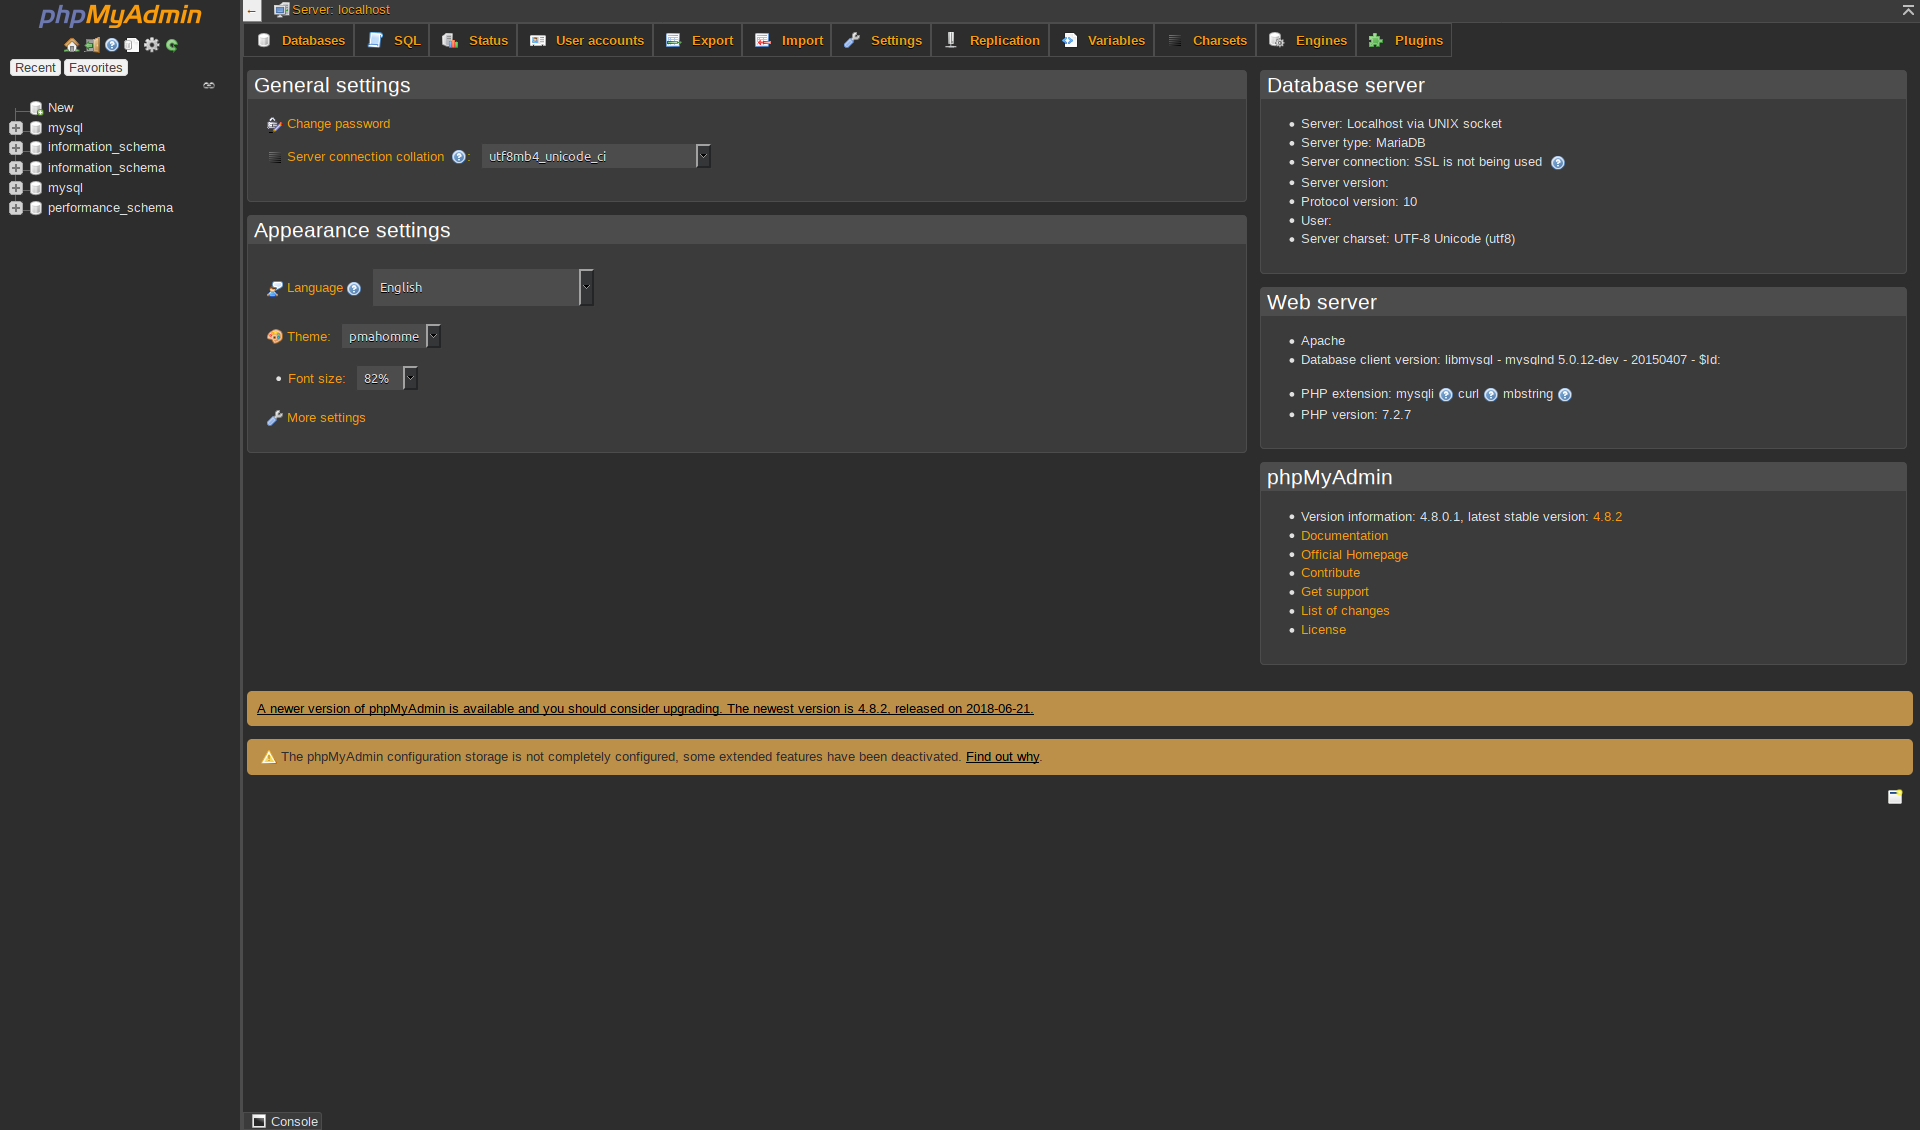 phpMyAdmin
Recent Favorites
New
mysql
information_schema
information_schema
mysql
performance_schema
← Server: localhost
Databases SQL Status User accounts Export Import Settings Replication Variables Charsets Engines Plugins
General settings
Change password
Server connection collation : utf8mb4_unicode_ci
Appearance settings
Language English
Theme: pmahomme
• Font size: 82%
More settings
Database server
• Server: Localhost via UNIX socket
• Server type: MariaDB
• Server connection: SSL is not being used
• Server version:
• Protocol version: 10
• User:
• Server charset: UTF-8 Unicode (utf8)
Web server
• Apache
• Database client version: libmysql - mysqlnd 5.0.12-dev - 20150407 - $Id:
• PHP extension: mysqli curl mbstring
• PHP version: 7.2.7
phpMyAdmin
• Version information: 4.8.0.1, latest stable version: 4.8.2
• Documentation
• Official Homepage
• Contribute
• Get support
• List of changes
• License
A newer version of phpMyAdmin is available and you should consider upgrading. The newest version is 4.8.2, released on 2018-06-21.
The phpMyAdmin configuration storage is not completely configured, some extended features have been deactivated. Find out why.
Console